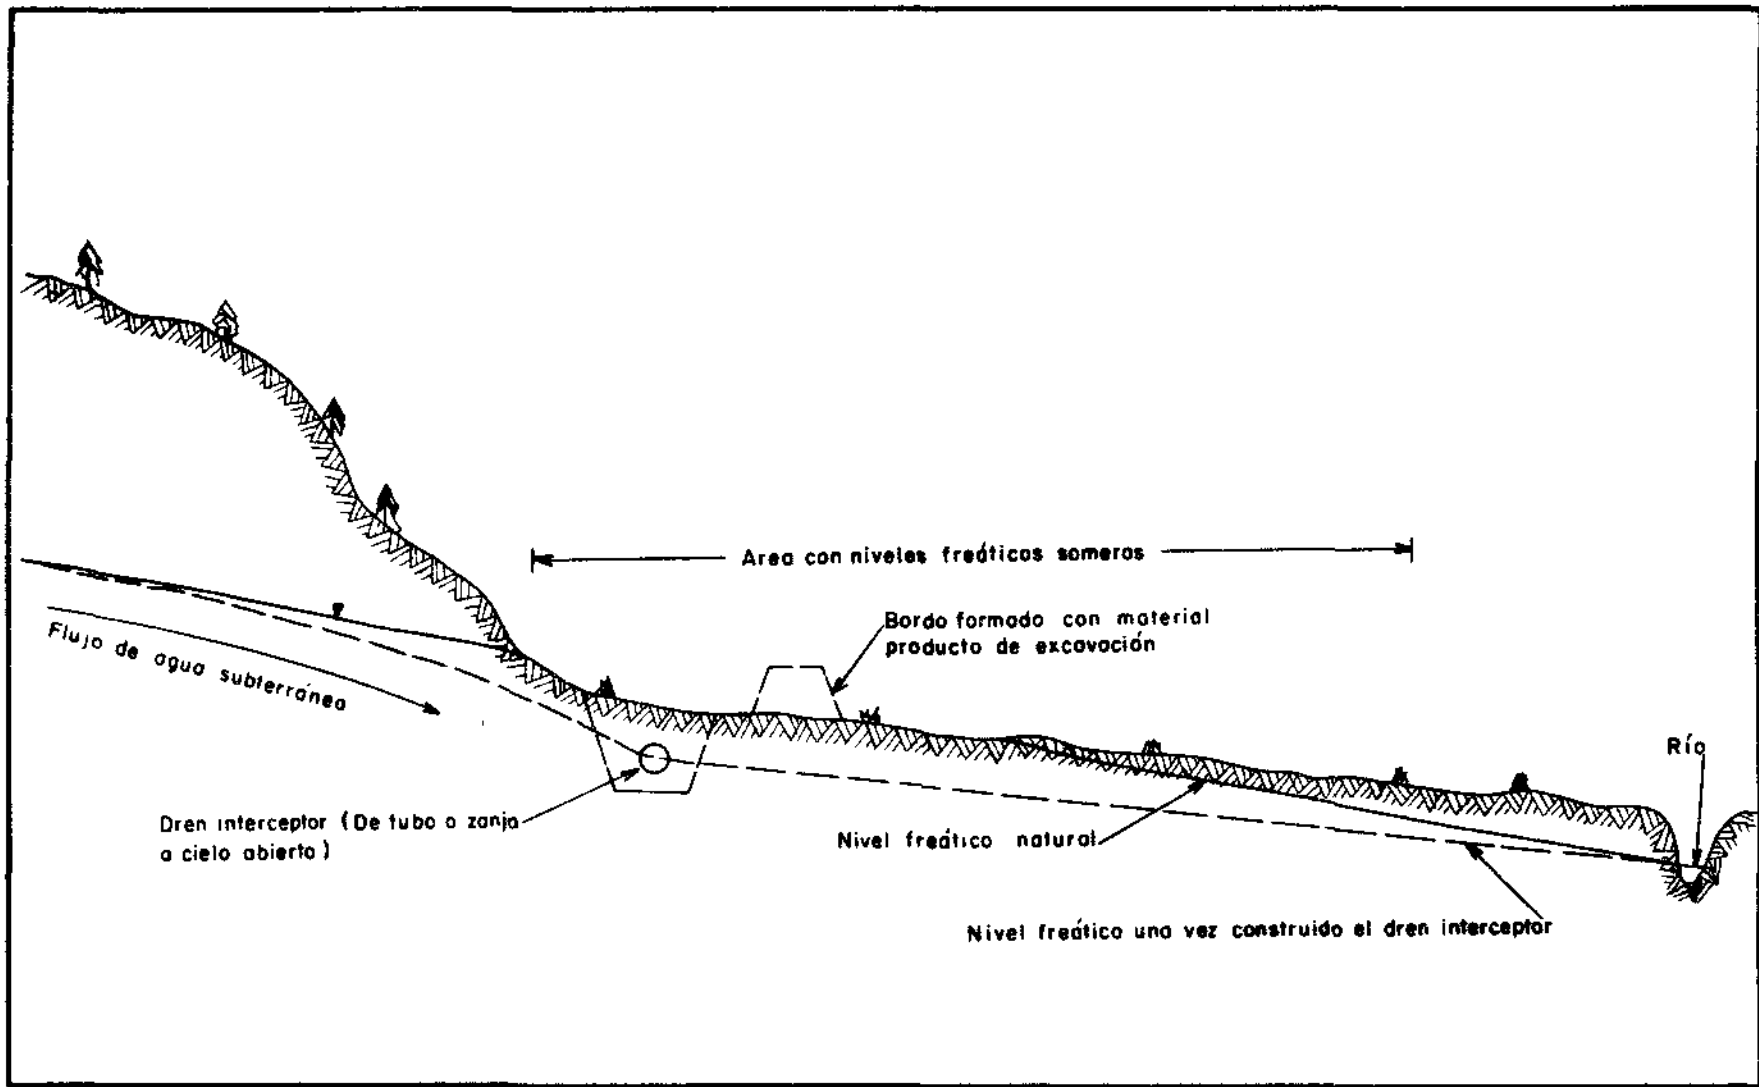 Area con niveles freáticos someros
Bordo formado con material
producto de excavación
Flujo de agua subterránea
Río
Dren interceptor (De tubo o zanja
a cielo abierto)
Nivel freático natural
Nivel freático una vez construido el dren interceptor